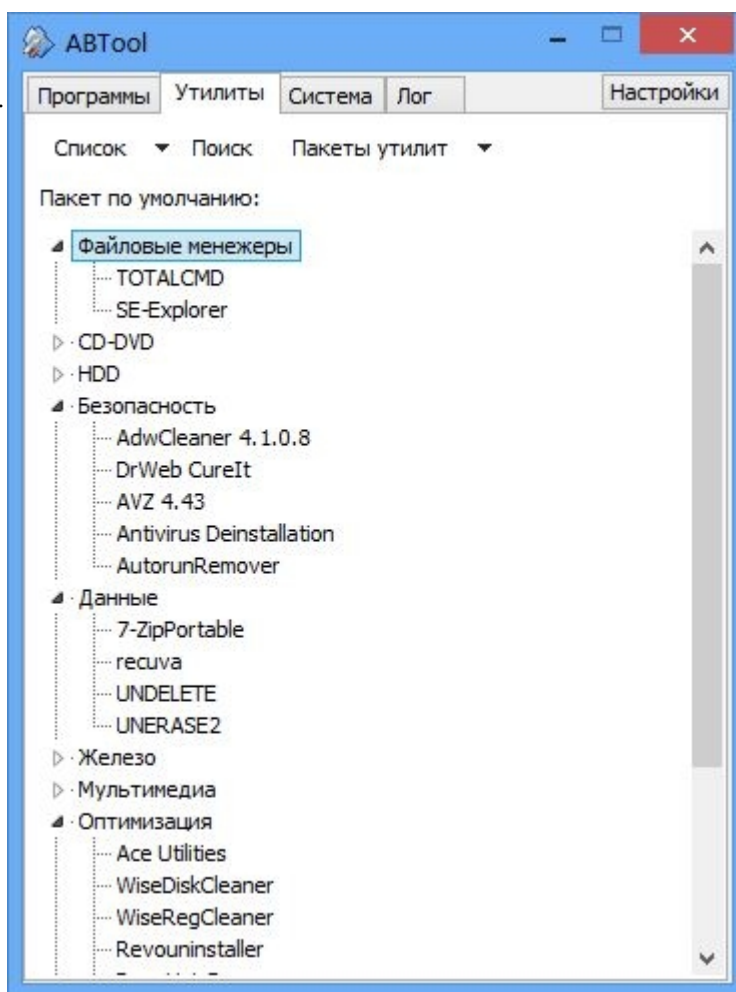 ABTool
Программы Утилиты Система Лог Настройки
Список Поиск Пакеты утилит
Пакет по умолчанию:
Файловые менежеры
TOTALCMD
SE-Explorer
CD-DVD
HDD
Безопасность
AdwCleaner 4.1.0.8
DrWeb CureIt
AVZ 4.43
Antivirus Deinstallation
AutorunRemover
Данные
7-ZipPortable
recuva
UNDELETE
UNERASE2
Железо
Мультимедиа
Оптимизация
Ace Utilities
WiseDiskCleaner
WiseRegCleaner
Revouninstaller